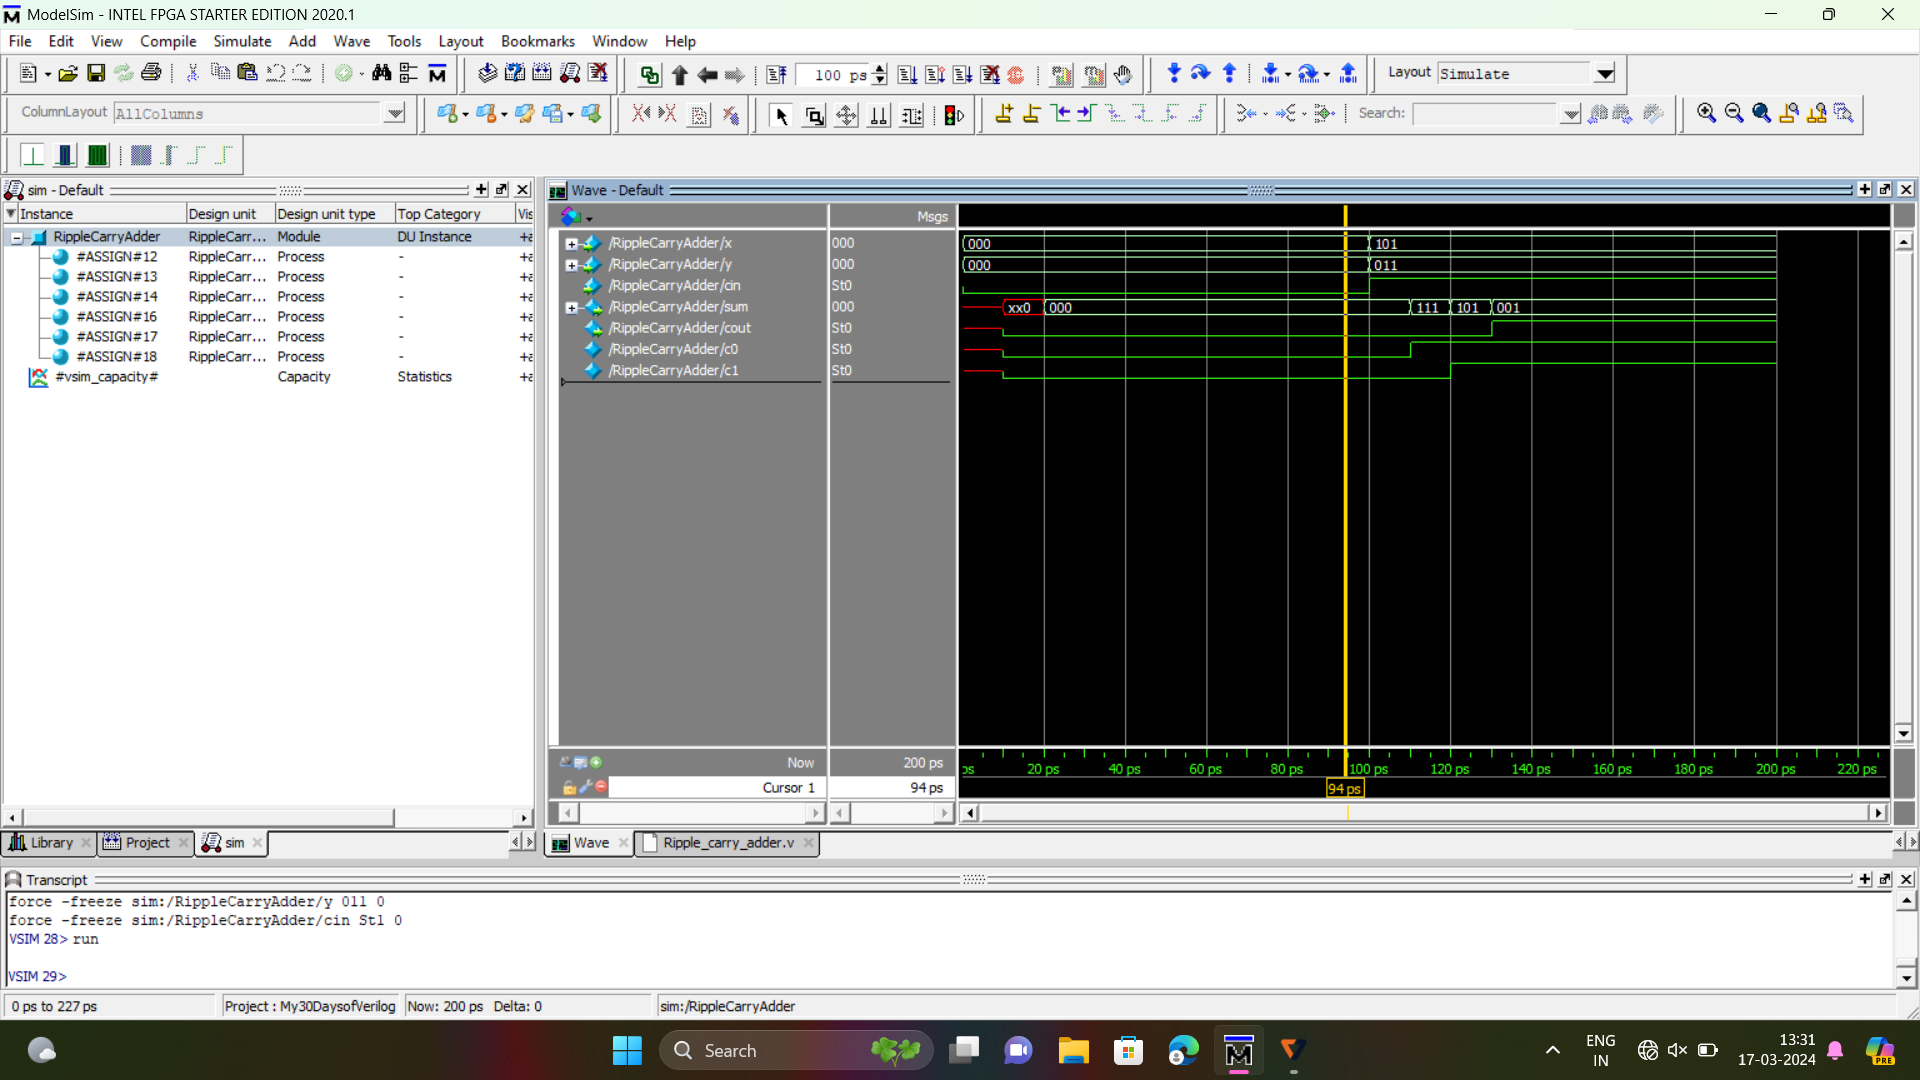 ModelSim - INTEL FPGA STARTER EDITION 2020.1
File Edit View Compile Simulate Add Wave Tools Layout Bookmarks Window Help
100 ps
Layout Simulate
ColumnLayout AllColumns
Search:
sim - Default
Instance Design unit Design unit type Top Category Vis
RippleCarryAdder RippleCarr... Module DU Instance +a
#ASSIGN#12 RippleCarr... Process - +a
#ASSIGN#13 RippleCarr... Process - +a
#ASSIGN#14 RippleCarr... Process - +a
#ASSIGN#16 RippleCarr... Process - +a
#ASSIGN#17 RippleCarr... Process - +a
#ASSIGN#18 RippleCarr... Process - +a
#vsim_capacity# Capacity Statistics +a
Wave - Default
Msgs
/RippleCarryAdder/x 000 000 101
/RippleCarryAdder/y 000 000 011
/RippleCarryAdder/cin St0
/RippleCarryAdder/sum 000 xx0 000 111 101 001
/RippleCarryAdder/cout St0
/RippleCarryAdder/c0 St0
/RippleCarryAdder/c1 St0
Now 200 ps
ps 20 ps 40 ps 60 ps 80 ps 100 ps 120 ps 140 ps 160 ps 180 ps 200 ps 220 ps
Cursor 1 94 ps
94 ps
Library Project sim
Wave Ripple_carry_adder.v
Transcript
force -freeze sim:/RippleCarryAdder/y 011 0
force -freeze sim:/RippleCarryAdder/cin St1 0
VSIM 28> run
VSIM 29>
0 ps to 227 ps Project : My30DaysofVerilog Now: 200 ps Delta: 0 sim:/RippleCarryAdder
Search
ENG
IN
13:31
17-03-2024
PRE